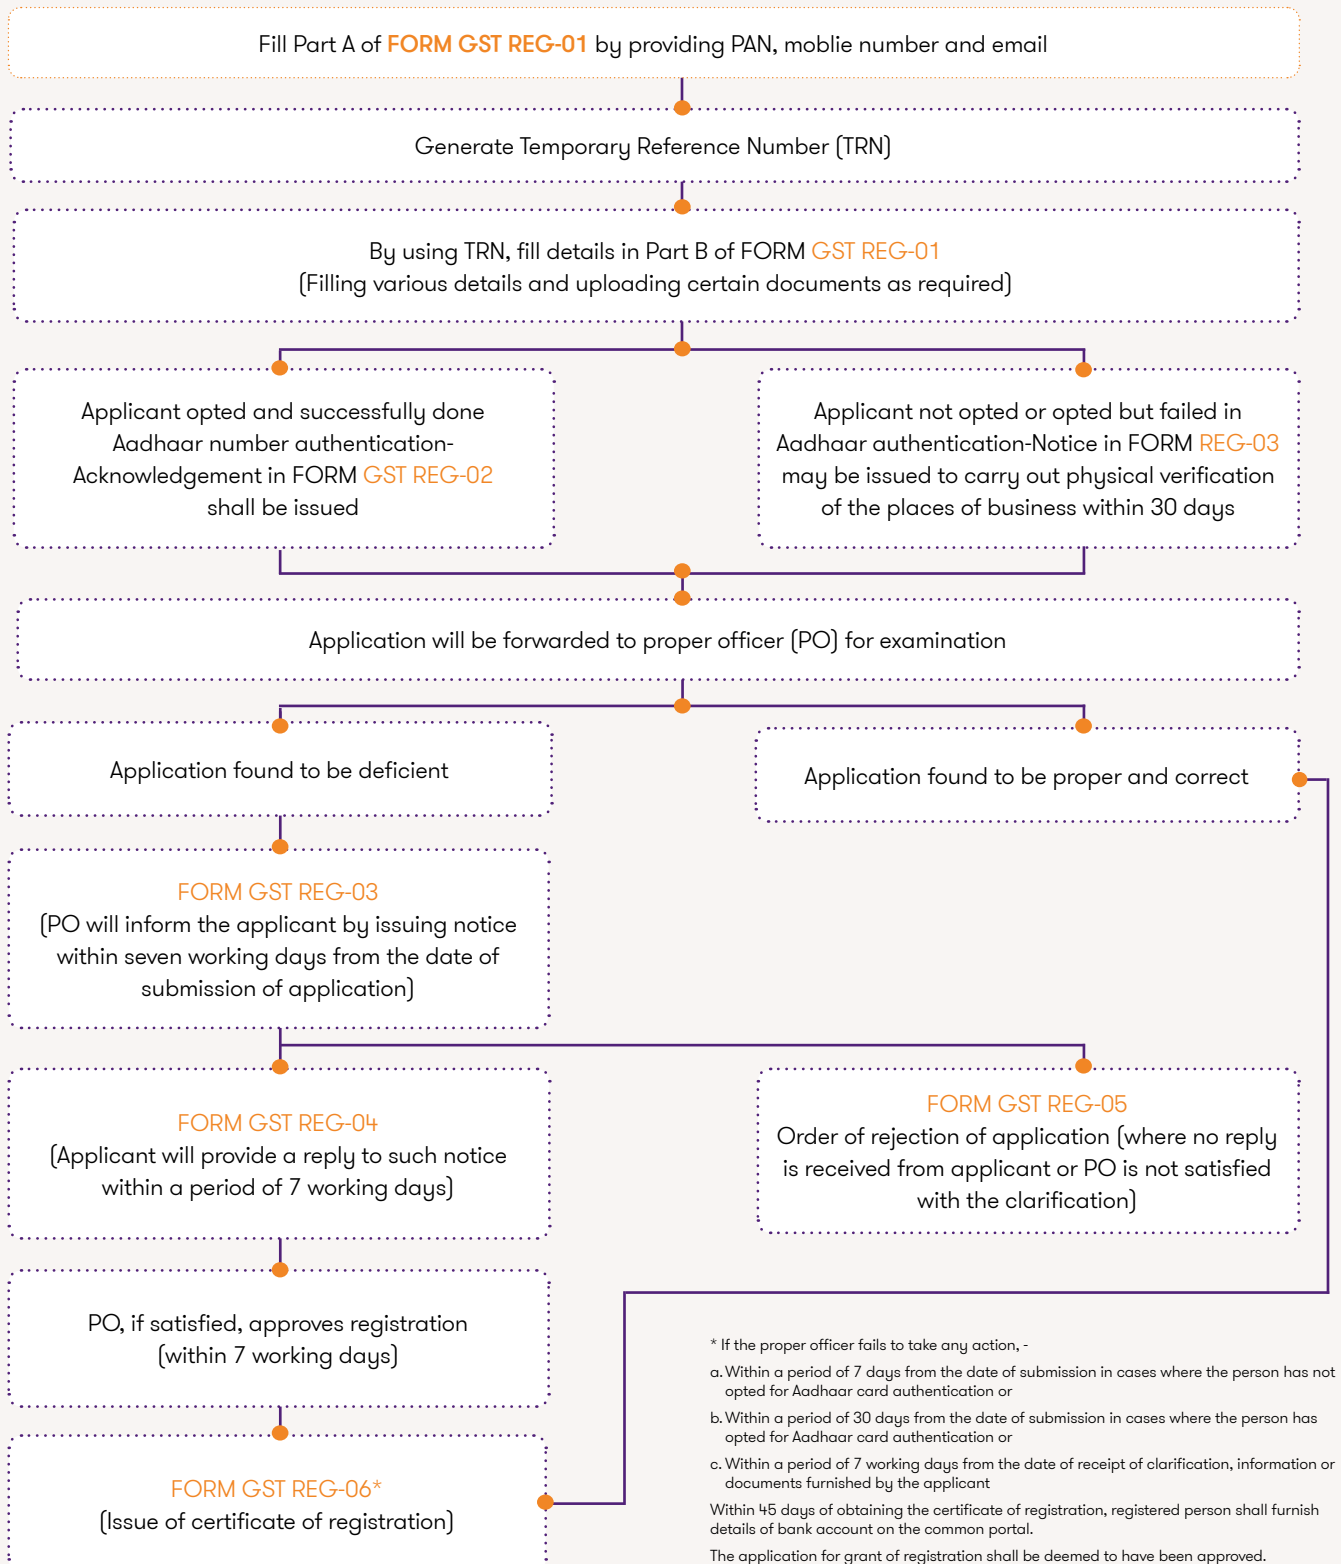 Fill Part A of FORM GST REG-01 by providing PAN, moblie number and email
Generate Temporary Reference Number (TRN)
By using TRN, fill details in Part B of FORM GST REG-01
(Filling various details and uploading certain documents as required)
Applicant opted and successfully done
Aadhaar number authentication-
Acknowledgement in FORM GST REG-02
shall be issued
Applicant not opted or opted but failed in
Aadhaar authentication-Notice in FORM REG-03
may be issued to carry out physical verification
of the places of business within 30 days
Application will be forwarded to proper officer (PO) for examination
Application found to be deficient
Application found to be proper and correct
FORM GST REG-03
(PO will inform the applicant by issuing notice
within seven working days from the date of
submission of application)
FORM GST REG-04
(Applicant will provide a reply to such notice
within a period of 7 working days)
FORM GST REG-05
Order of rejection of application (where no reply
is received from applicant or PO is not satisfied
with the clarification)
PO, if satisfied, approves registration
(within 7 working days)
FORM GST REG-06*
(Issue of certificate of registration)
* If the proper officer fails to take any action, -
a. Within a period of 7 days from the date of submission in cases where the person has not
opted for Aadhaar card authentication or
b. Within a period of 30 days from the date of submission in cases where the person has
opted for Aadhaar card authentication or
c. Within a period of 7 working days from the date of receipt of clarification, information or
documents furnished by the applicant
Within 45 days of obtaining the certificate of registration, registered person shall furnish
details of bank account on the common portal.
The application for grant of registration shall be deemed to have been approved.